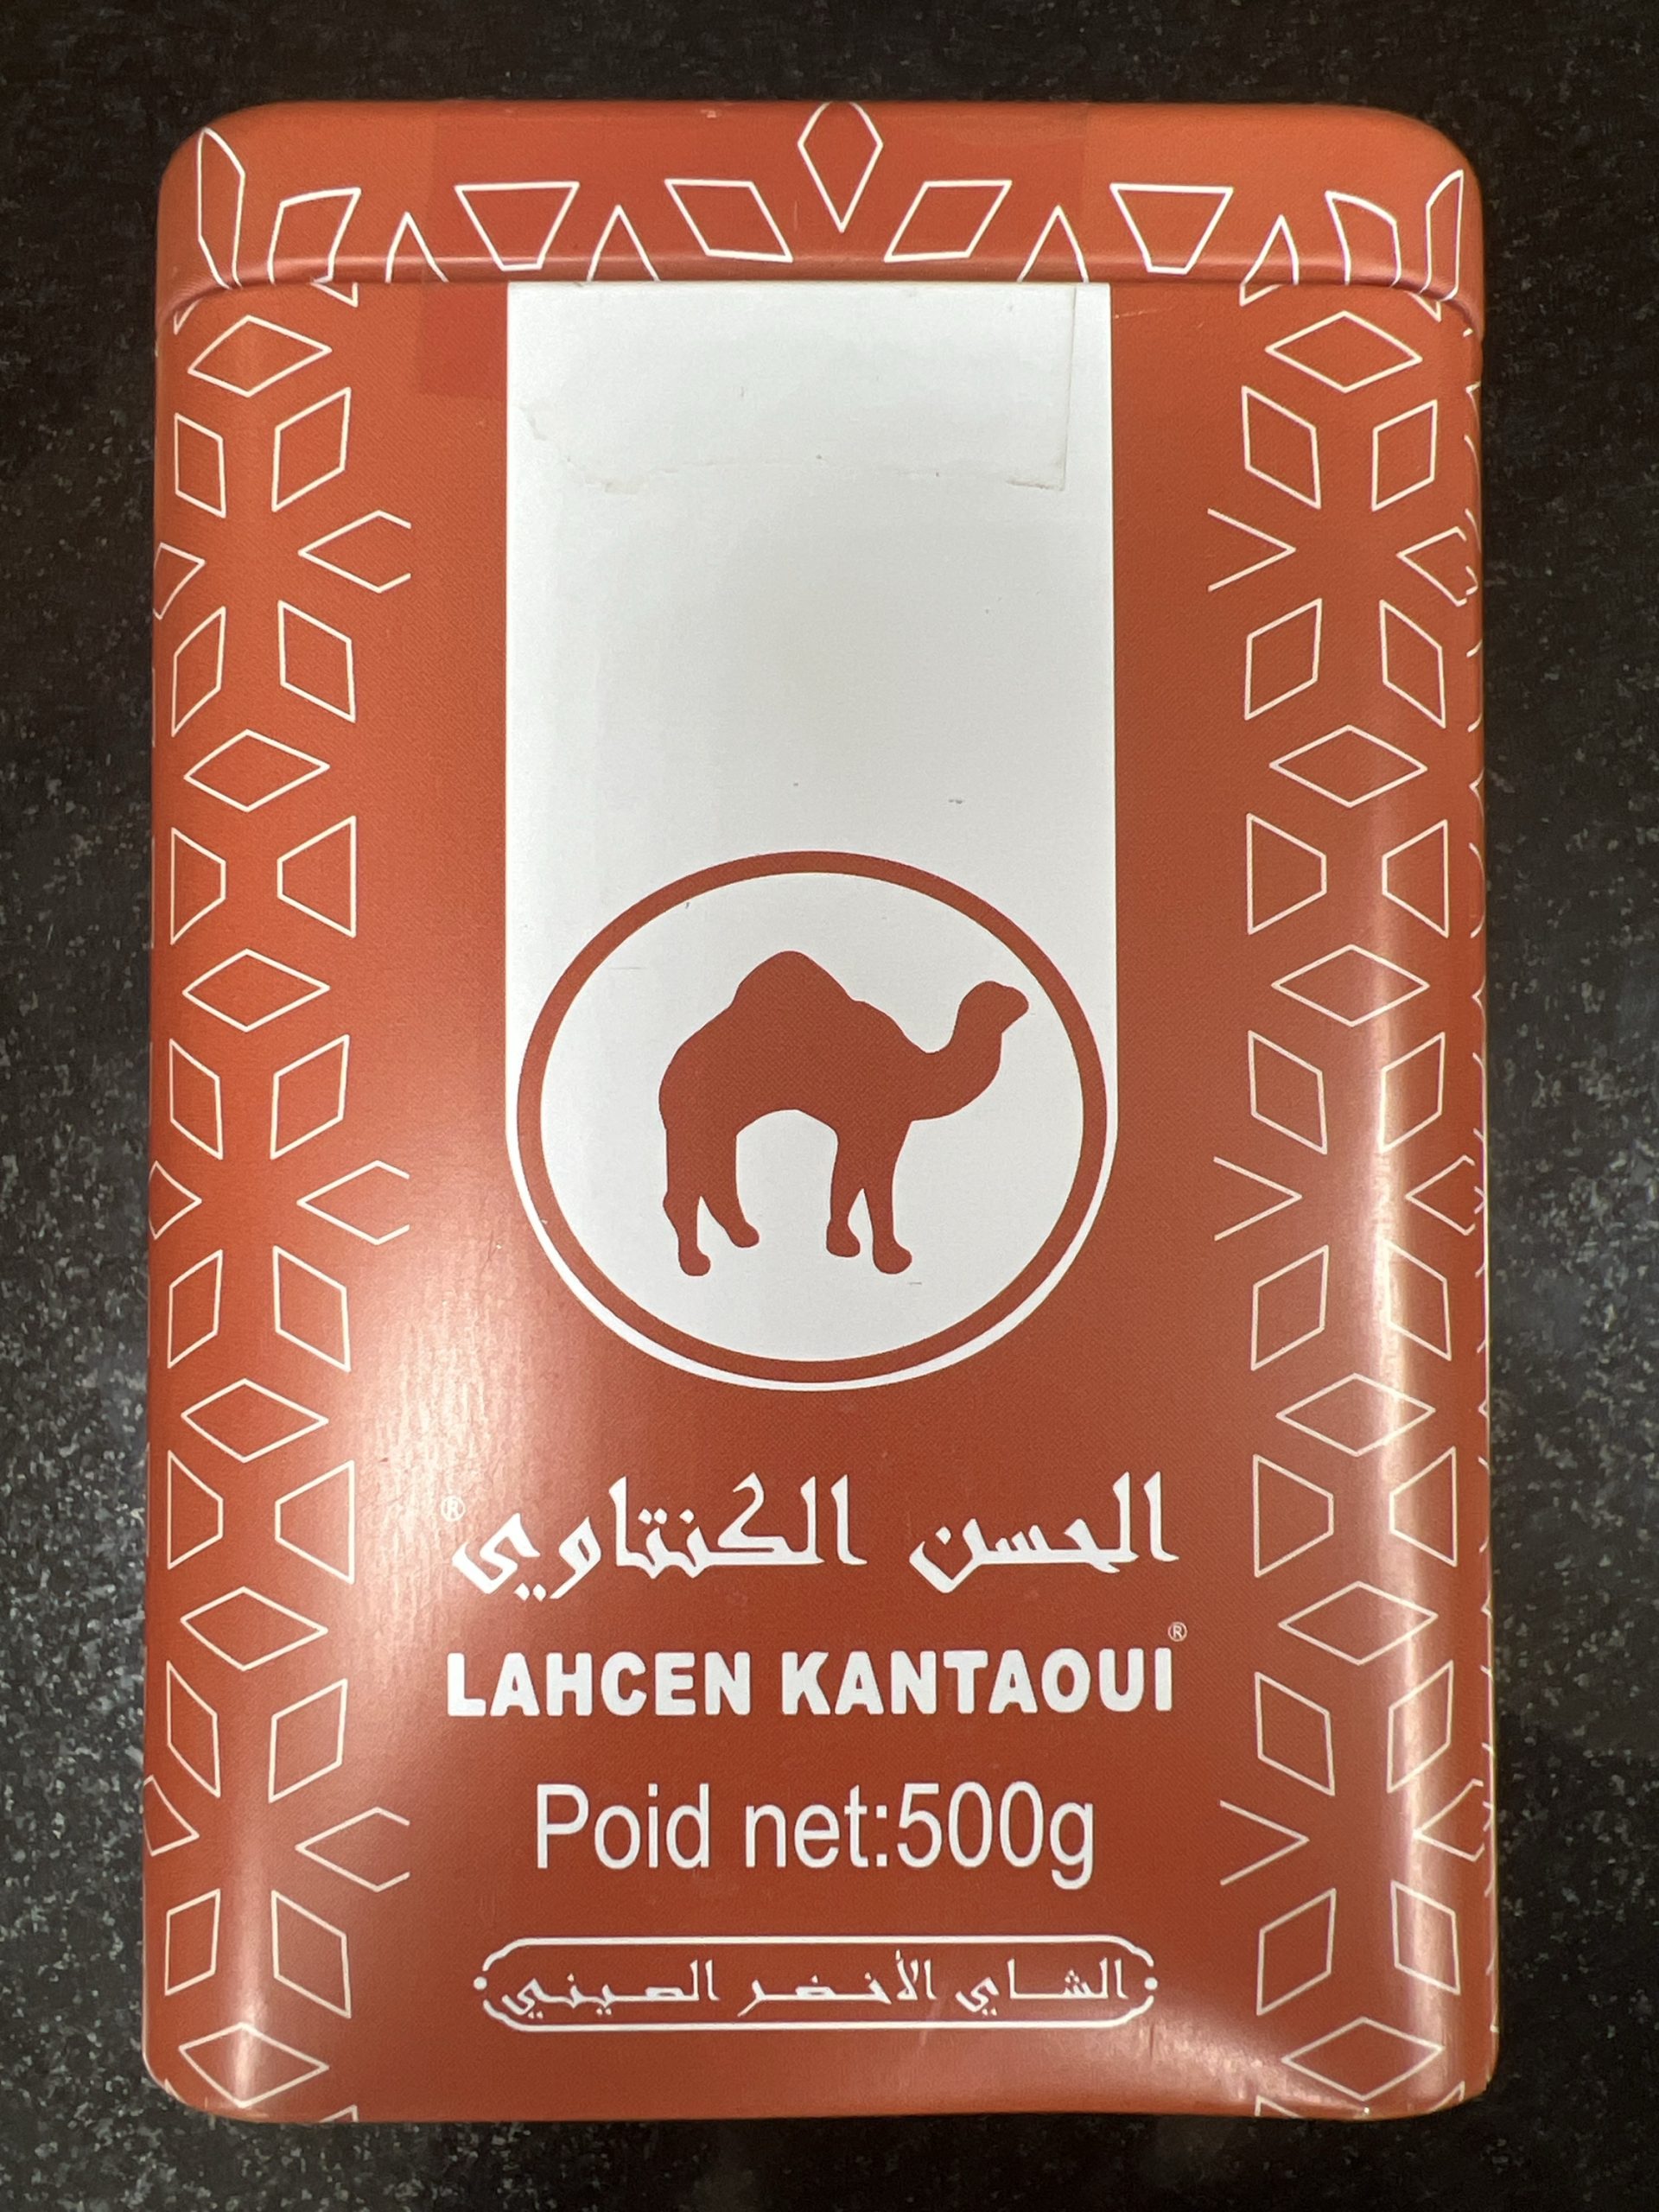 الحسن الكنتاوي®
LAHCEN KANTAOUI®
Poid net:500g
الشاي الأخضر الصيني